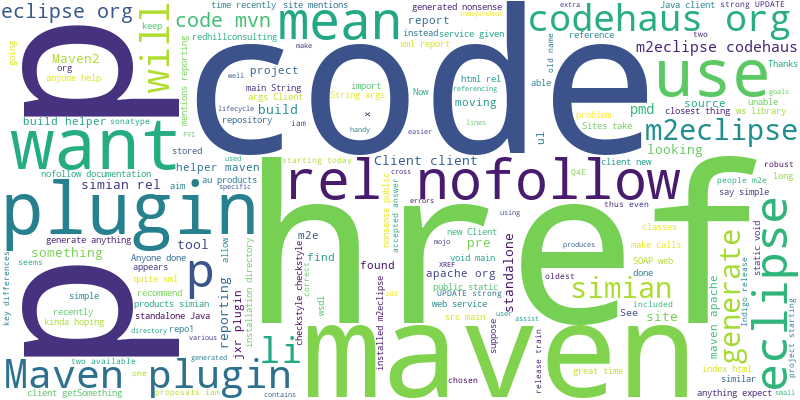 eclipse org
Maven2
org
anyone help
keep
going
will
time recently
site mentions
code mvn
redhillconsulting
mean
generated nonsense
report
instead
service given
xml report
independent
extra
Java client
strong UPDATE
codehaus org
m2eclipse codehaus
old name
reference
two
Thanks
a
code
project
main String
args Client
build
repository
lifecycle
iam
x
import
String args
handy
well
make
Now
html rel
referencing
moving
lines
easier
able
closest thing
pmd
source
use
unable
ws library
goals
problem
Sites take
ul
m2eclipse
looking
build helper
sonatype
mentions reporting
FYI
want
nofollow documentation
used
stored
helper maven
au products
specific
simian rel
aim
starting today
Client client
cross
rel nofollow
client new
Q4E
people m2e
say simple
robust
long
plugin
href
thus even
errors
accepted answer
nonsense public
using
generate anything
something
Anyone done
appears
tool
allow
quite xml
recommend
p
seems
key differences
simple
recently
kinda hoping
products simian
standalone Java
directory
repo1
various
reporting
jxr plugin
installation directory
m2e
find
correct
wsdl
checkstyle checkstyle
found
pre
new Client
void main
XREF
mojo
apache org
public static
UPDATE strong
web service
src main
user
suppose
installed m2eclipse
add
standalone
produces
oldest
simian
classes
make calls
SOAP web
done
included
See
site
generate
maven apache
static void
indigo release
project starting
eclipse
a
Maven plugin
two available
one
proposals iam
client getSomething
generated
contains
li
maven
chosen
assist
release train
great time
index html
similar
anything expect
small